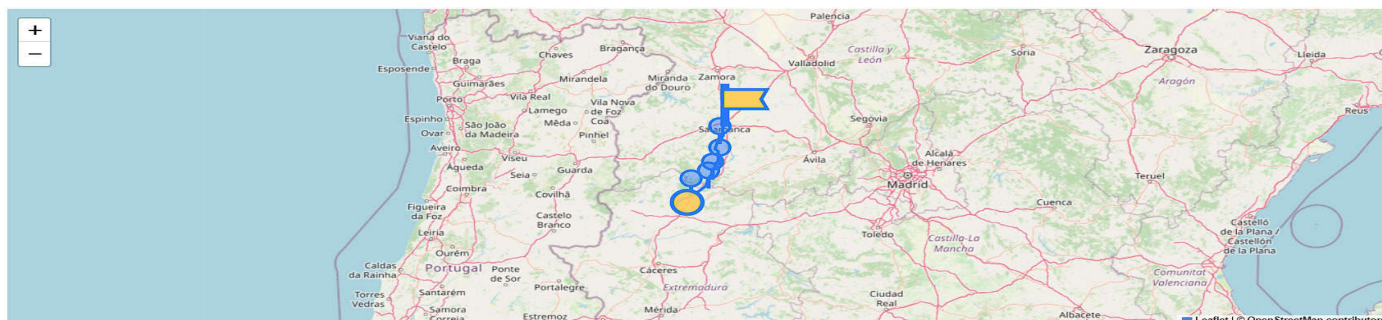 +
−
Viana do
Castelo
Braga
Esposende
Guimarães
Porto
Espinho
Ovar
São João
da Madeira
Aveiro
Águeda
Coimbra
Figueira
da Foz
Leiria
Ourém
Caldas
da Rainha
Portugal
Torres
Vedras
Santarém
Samora
Correia
Chaves
Bragança
Mirandela
Miranda
do Douro
Vila Real
Lamego
Vila Nova
de Foz
Coa
Mêda
Pinhel
Viseu
Seia
Guarda
Covilhã
Castelo
Branco
Ponte
de Sor
Portalegre
Estremoz
Zamora
Palencia
Valladolid
Castilla y
León
Salamanca
Segovia
Ávila
Alcalá
de Henares
Madrid
Toledo
Castilla-La
Mancha
Cáceres
Extremadura
Mérida
Ciudad
Real
Soria
Zaragoza
Aragón
Lleida
Reus
Teruel
Cuenca
Castelló
de la Plana /
Castellón
de la Plana
Comunitat
Valenciana
Albacete
Leaflet | © OpenStreetMap contributors